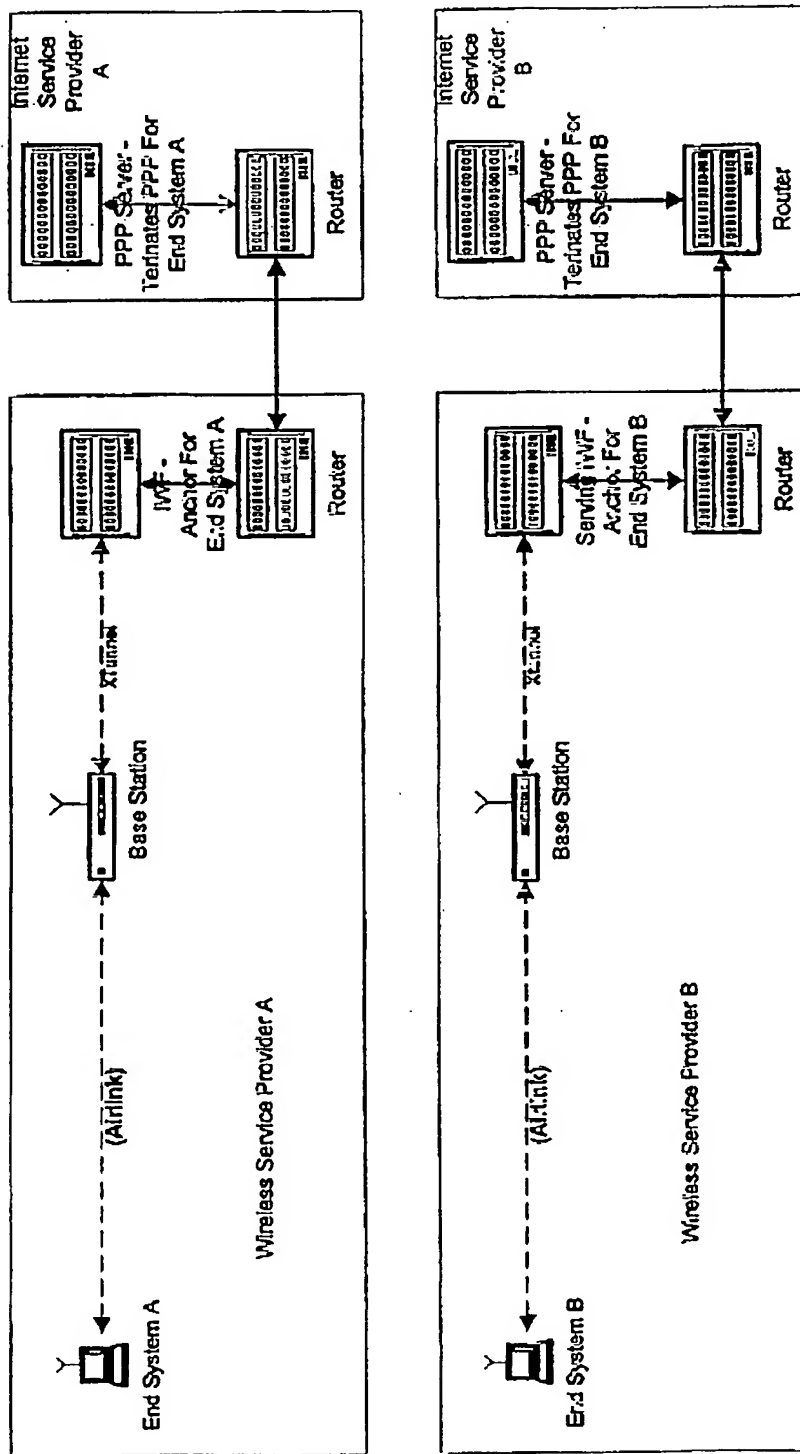 Internet
Service
Provider
A
PPP Server -
Terminates PPP For
End System A
Router
IWF -
Anchor For
End System A
Router
XTunnel
Base Station
(Airlink)
Wireless Service Provider A
End System A
Internet
Service
Provider
B
PPP Server -
Terminates PPP For
End System B
Router
Serving IWF -
Anchor For
End System B
Router
XTunnel
Base Station
(Airlink)
Wireless Service Provider B
End System B